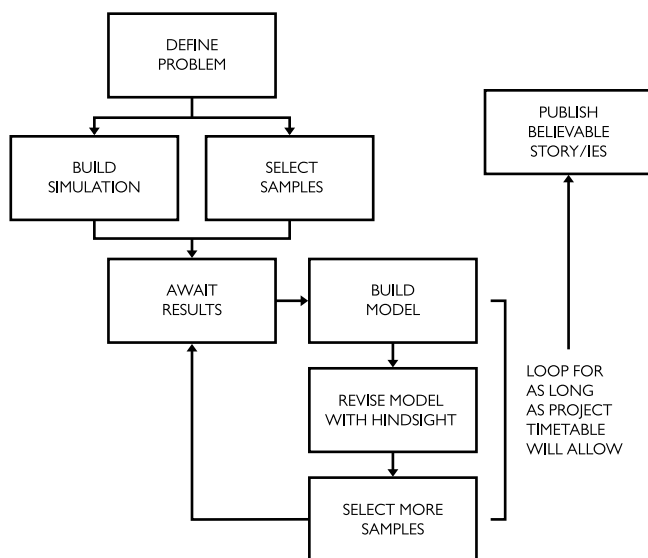 DEFINE
PROBLEM
BUILD
SIMULATION
SELECT
SAMPLES
AWAIT
RESULTS
BUILD
MODEL
REVISE MODEL
WITH HINDSIGHT
SELECT MORE
SAMPLES
LOOP FOR
AS LONG
AS PROJECT
TIMETABLE
WILL ALLOW
PUBLISH
BELIEVABLE
STORY/IES